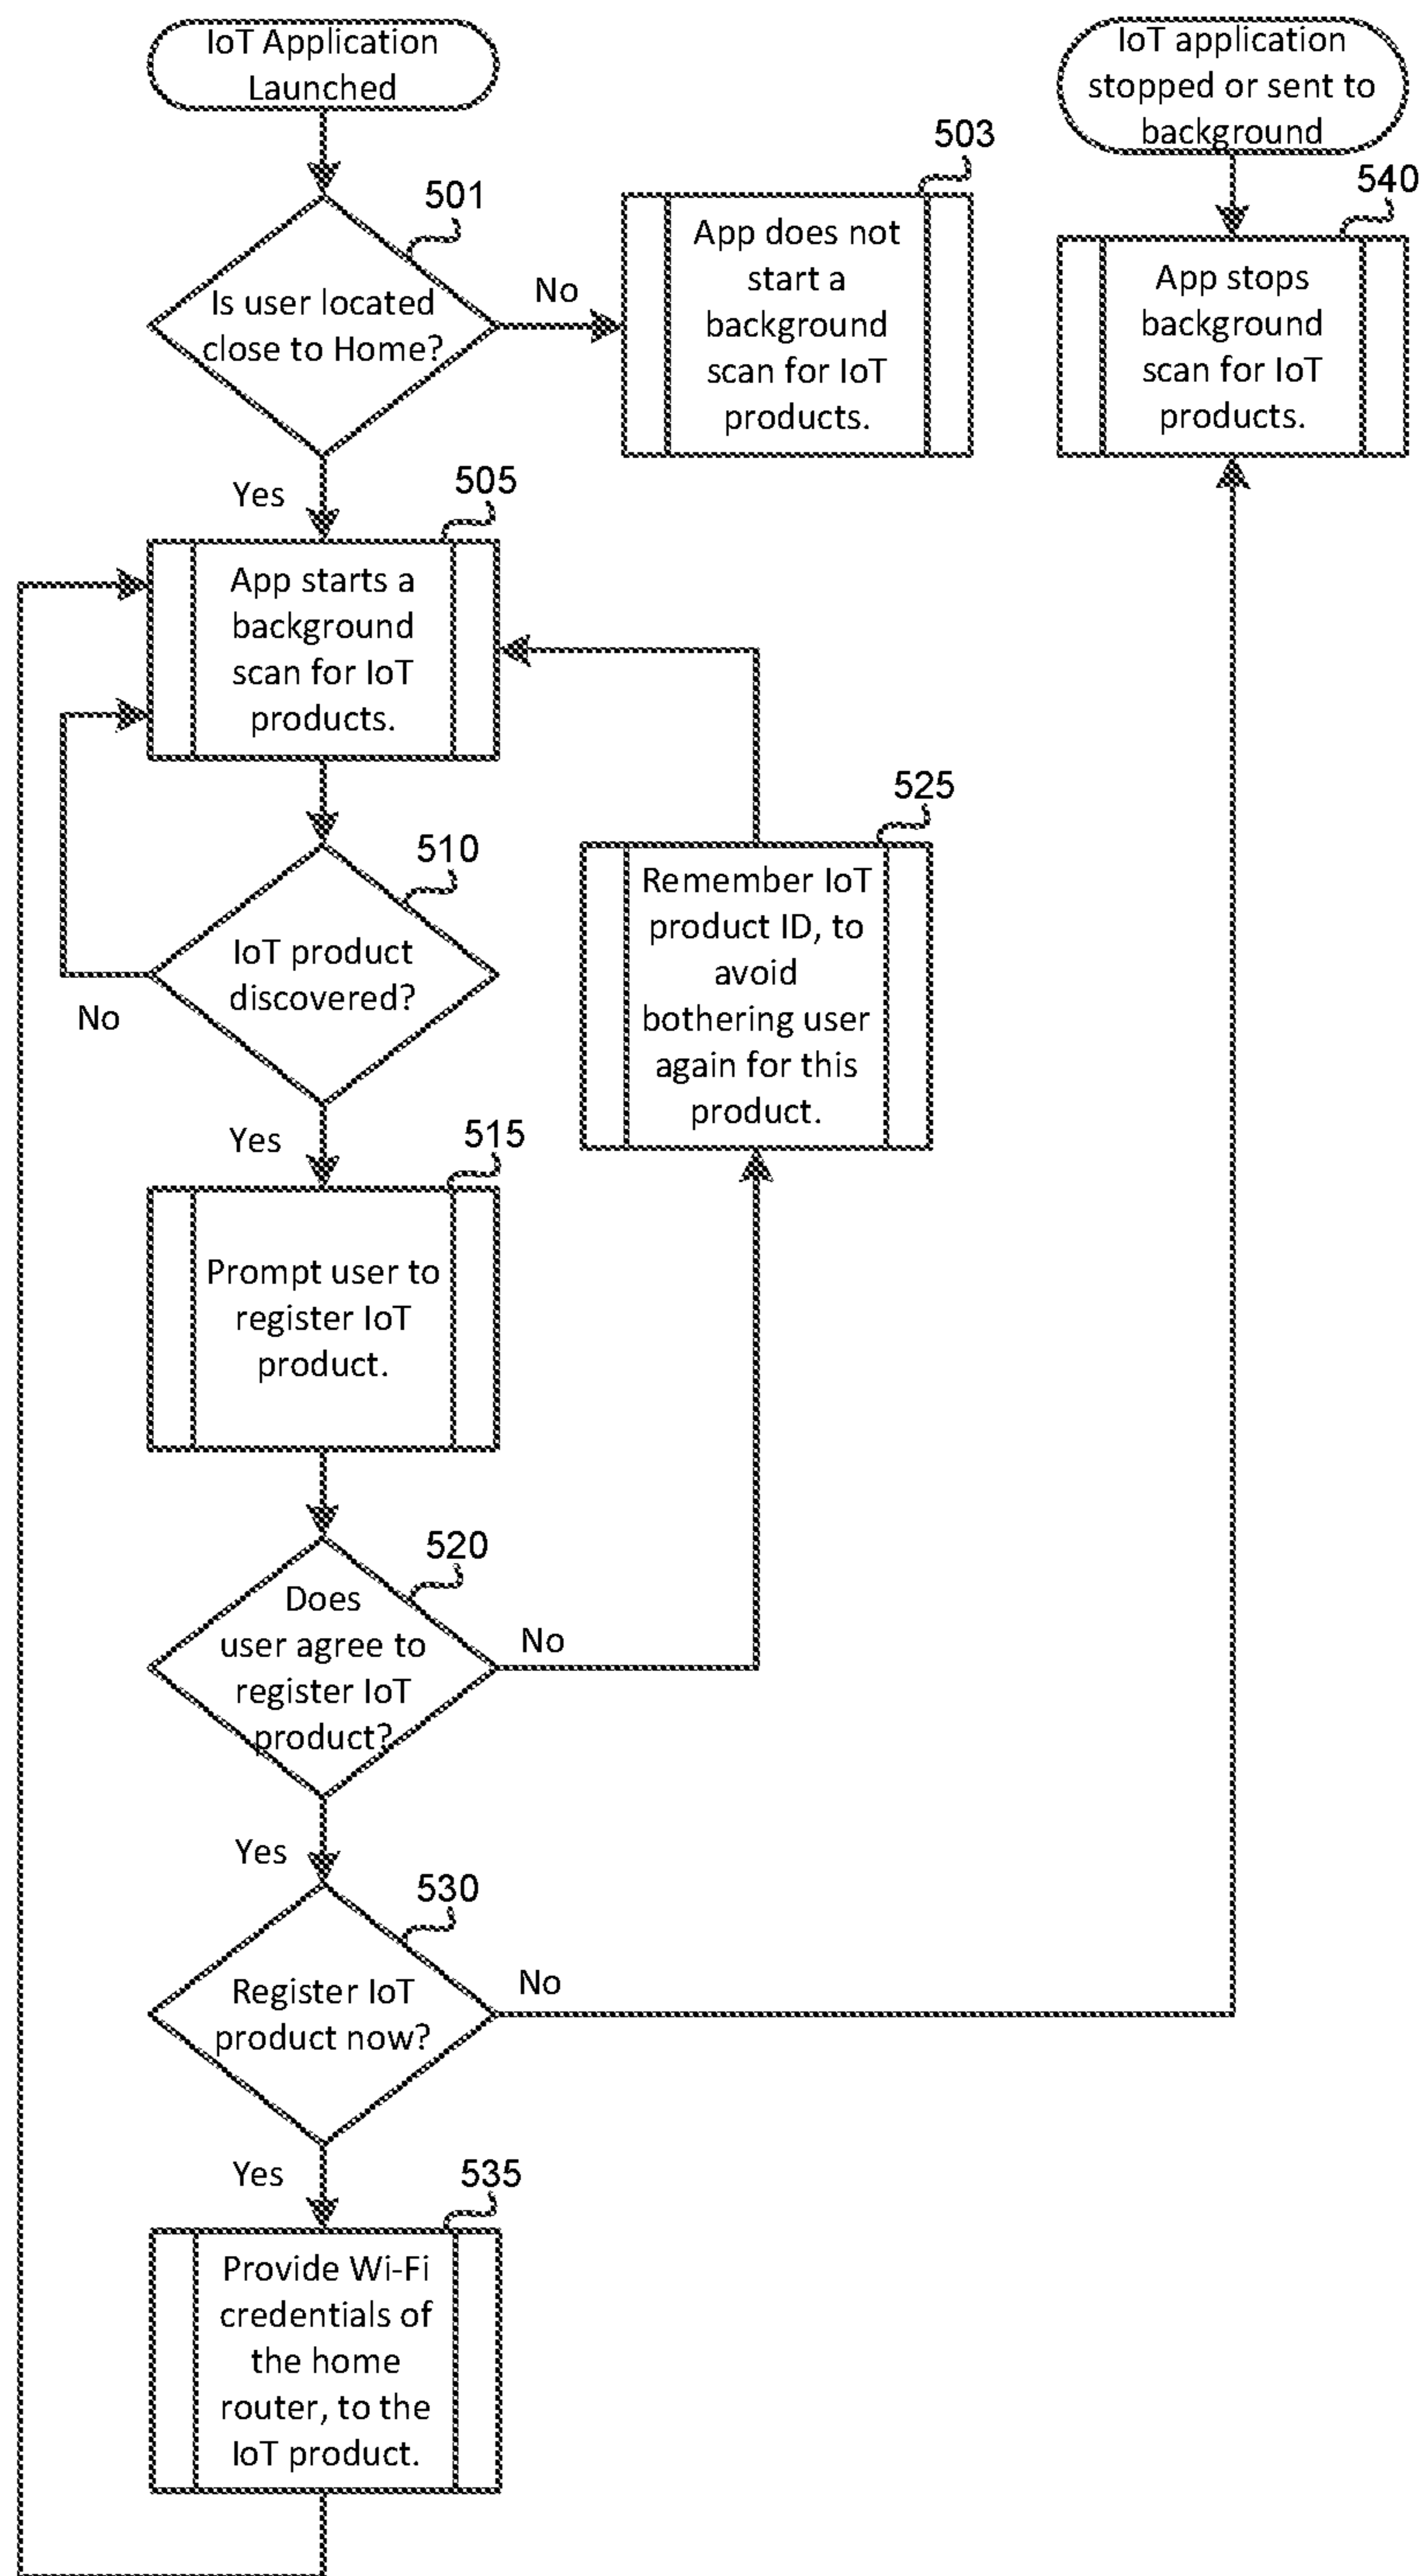 IoT Application
Launched
IoT application
stopped or sent to
background
503
540
501
Is user located
close to Home?
No
App does not
start a
background
scan for IoT
products.
App stops
background
scan for IoT
products.
Yes
505
App starts a
background
scan for IoT
products.
525
510
IoT product
discovered?
No
Remember IoT
product ID, to
avoid
bothering user
again for this
product.
Yes
515
Prompt user to
register IoT
product.
520
Does
user agree to
register IoT
product?
No
Yes
530
Register IoT
product now?
No
Yes
535
Provide Wi-Fi
credentials of
the home
router, to the
IoT product.